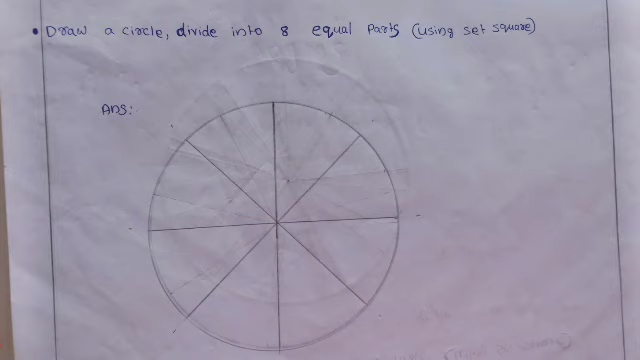 • Draw a circle, divide into 8 equal Parts (using set square)
Ans: